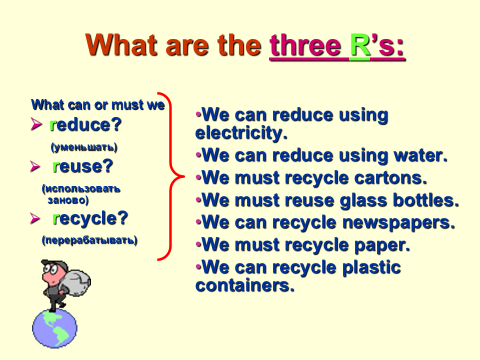 What are the three R's:
What can or must we
reduce?
(уменьшать)
reuse?
(использовать
заново)
recycle?
(перерабатывать)
•We can reduce using
electricity.
•We can reduce using water.
•We must recycle cartons.
•We must reuse glass bottles.
•We can recycle newspapers.
•We must recycle paper.
•We can recycle plastic
containers.